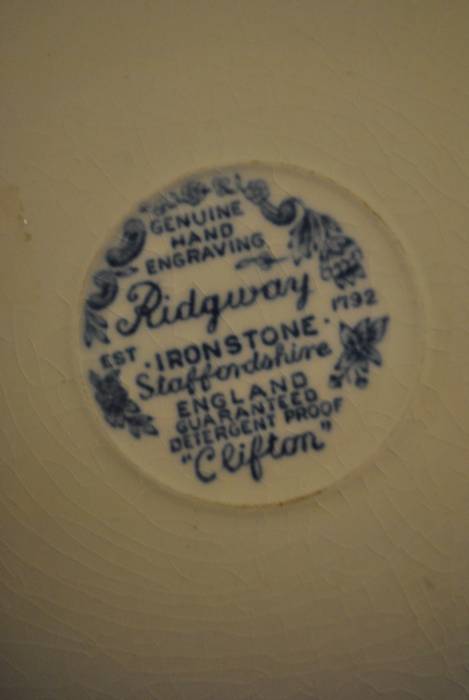 GENUINE
HAND
ENGRAVING
Ridgway
EST 1792
· IRONSTONE ·
Staffordshire
ENGLAND
GUARANTEED
DETERGENT PROOF
"Clifton"